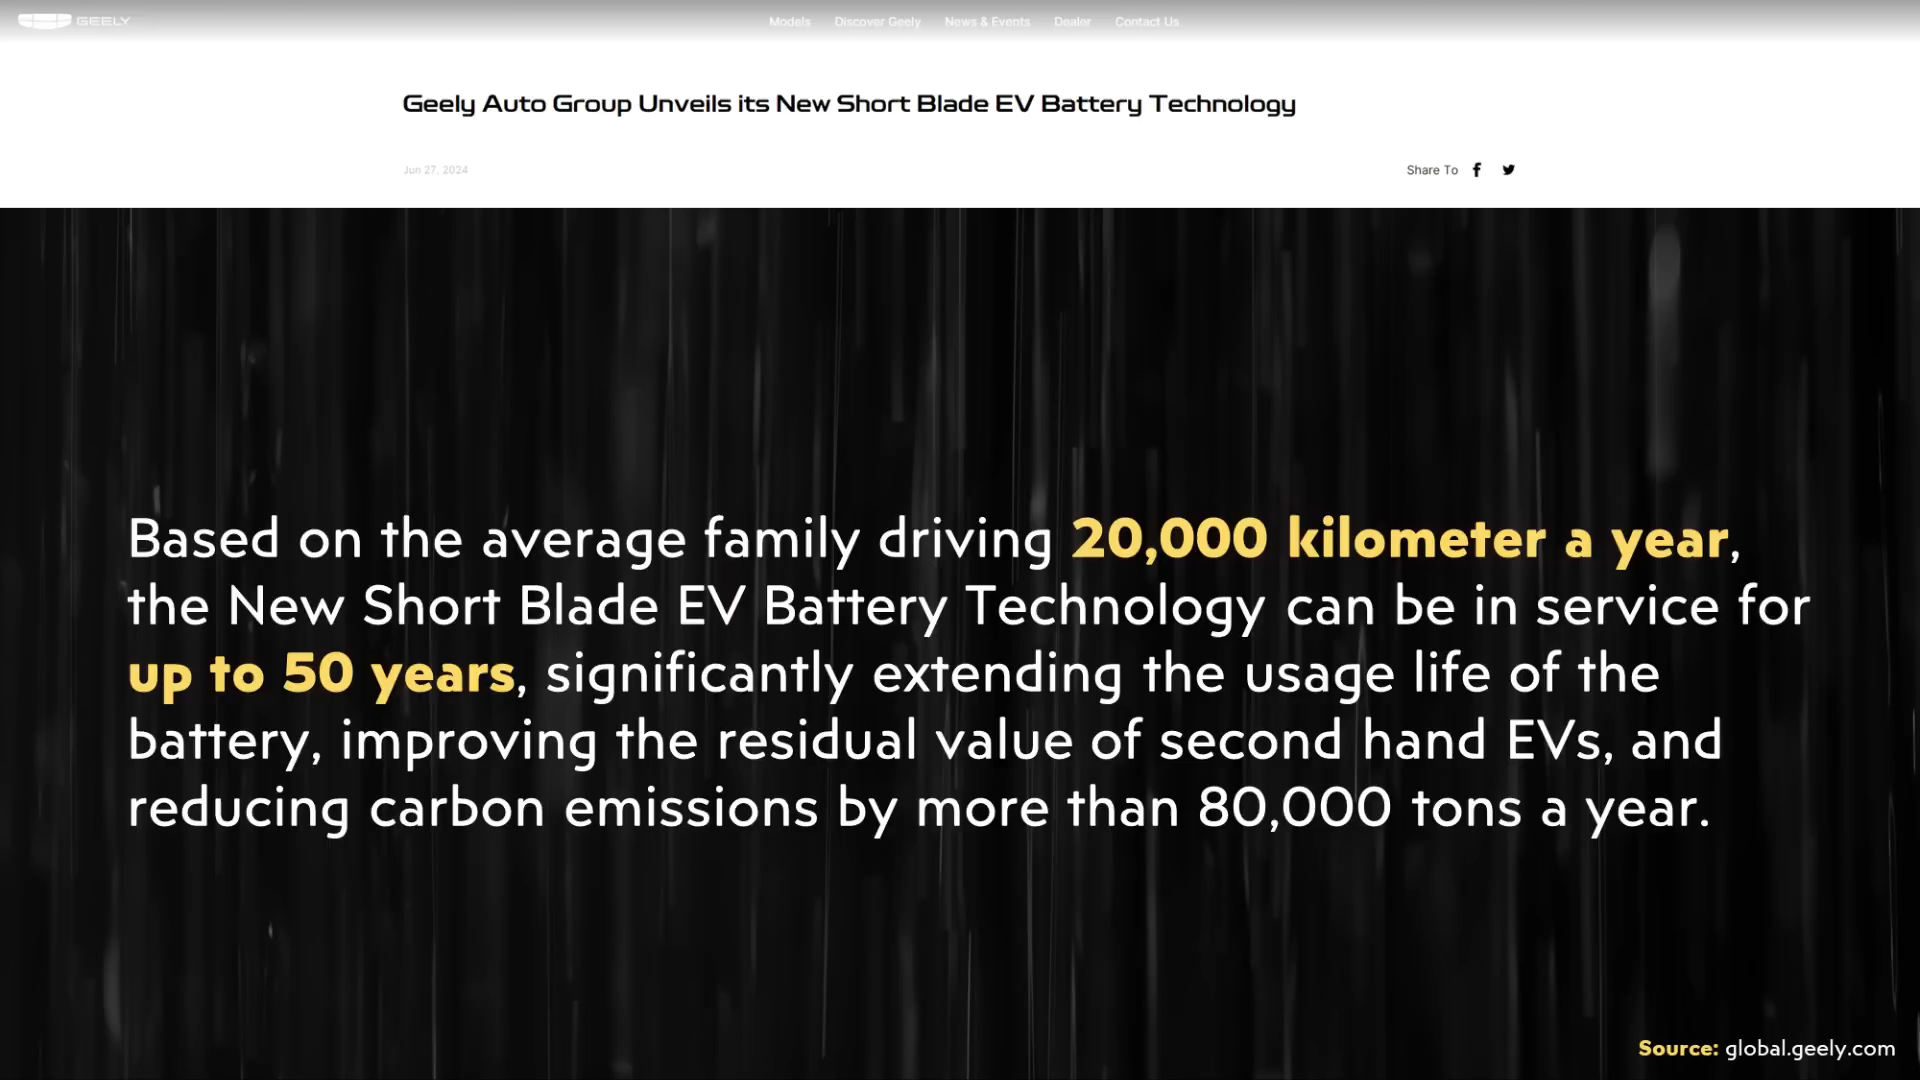 GEELY
Models Discover Geely News & Events Dealer Contact Us
Geely Auto Group Unveils its New Short Blade EV Battery Technology
Jun 27, 2024
Share To
Based on the average family driving 20,000 kilometer a year,
the New Short Blade EV Battery Technology can be in service for
up to 50 years, significantly extending the usage life of the
battery, improving the residual value of second hand EVs, and
reducing carbon emissions by more than 80,000 tons a year.
Source: global.geely.com